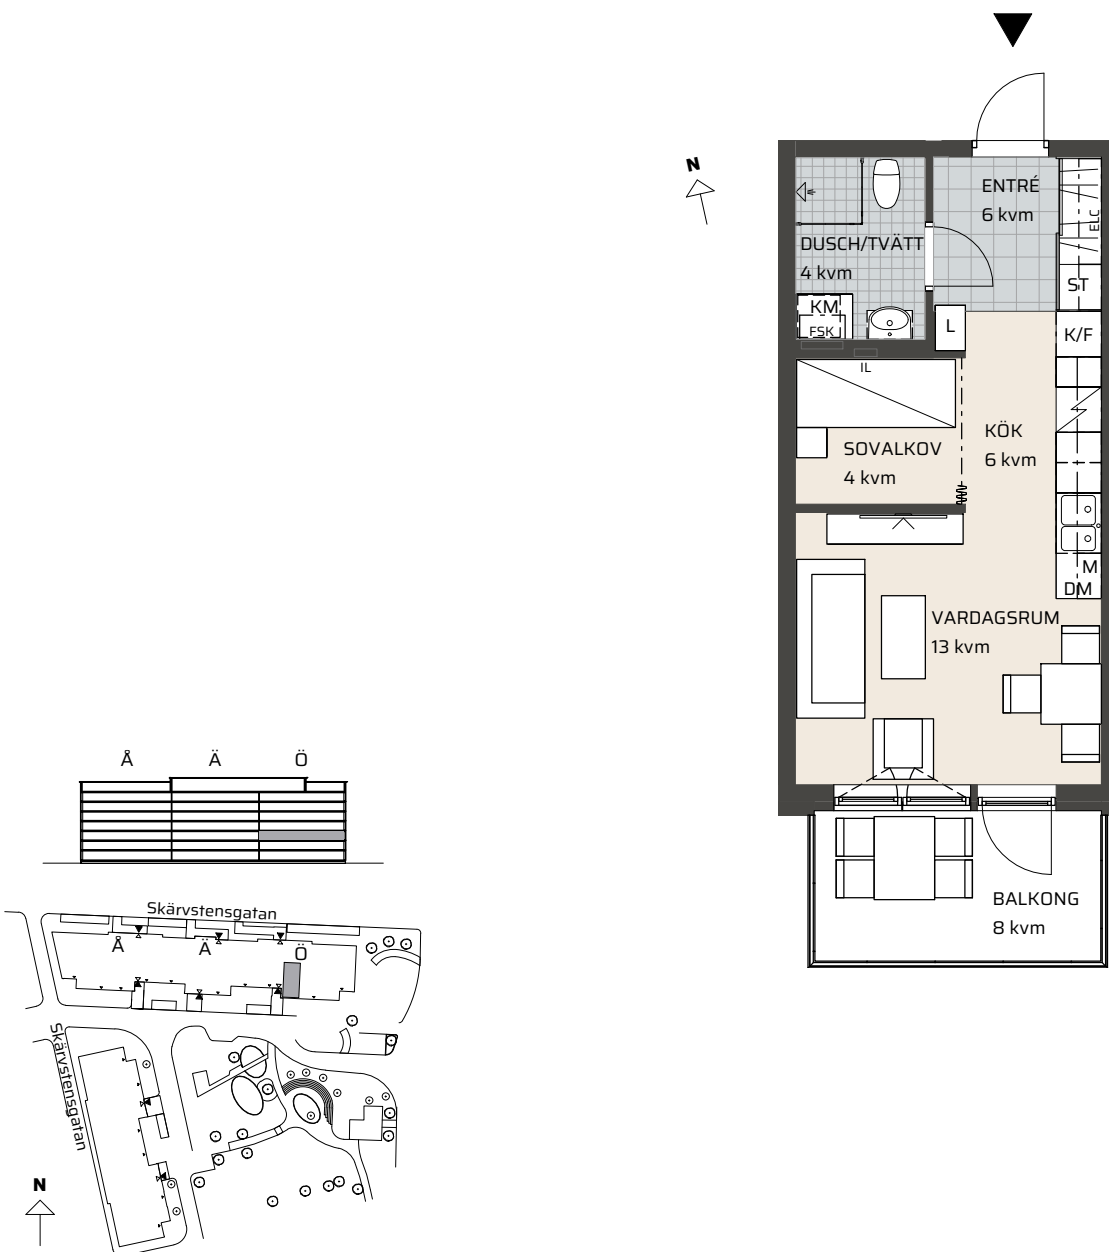 N
ENTRÉ
6 kvm
ELC
DUSCH/TVÄTT
4 kvm
ST
KM
FSK
L
K/F
IL
KÖK
6 kvm
SOVALKOV
4 kvm
M
DM
VARDAGSRUM
13 kvm
BALKONG
8 kvm
Å Ä Ö
Skärvstensgatan
Å Ä Ö
Skärvstensgatan
N